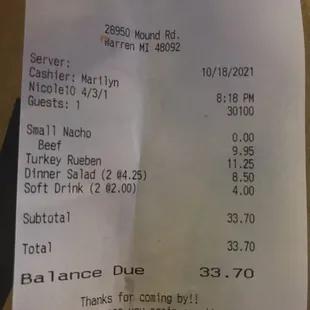 28950 Mound Rd.
Warren MI 48092
Server:
Cashier: Marilyn 10/18/2021
Nicole10 4/3/1 8:18 PM
Guests: 1 30100
Small Nacho 0.00
Beef 9.95
Turkey Rueben 11.25
Dinner Salad (2 @4.25) 8.50
Soft Drink (2 @2.00) 4.00
Subtotal 33.70
Total 33.70
Balance Due 33.70
Thanks for coming by!!